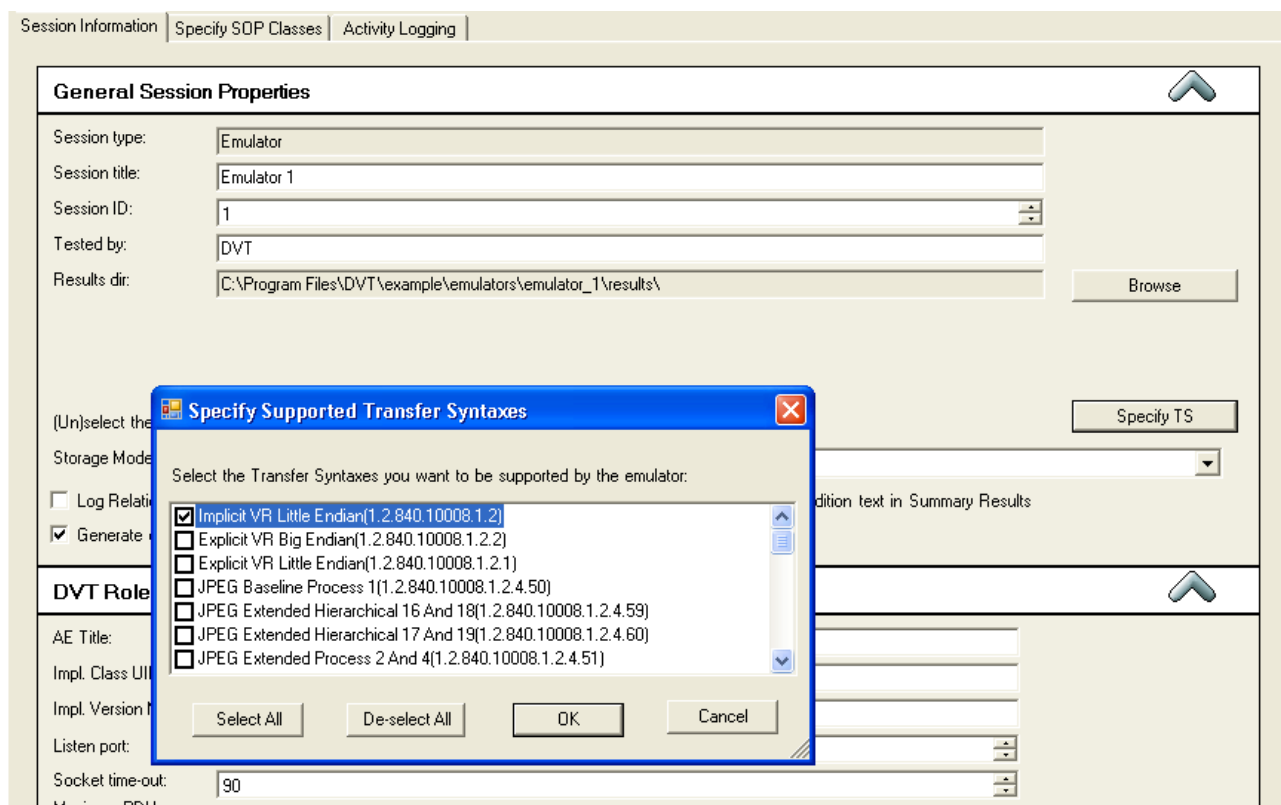 Session Information Specify SOP Classes Activity Logging
General Session Properties
Session type: Emulator
Session title: Emulator 1
Session ID: 1
Tested by: DVT
Results dir: C:\Program Files\DVT\example\emulators\emulator_1\results\ Browse
Specify Supported Transfer Syntaxes
(Un)select the Specify TS
Storage Mode
Select the Transfer Syntaxes you want to be supported by the emulator:
Log Relati dition text in Summary Results
Implicit VR Little Endian(1.2.840.10008.1.2)
Generate
Explicit VR Big Endian(1.2.840.10008.1.2.2)
Explicit VR Little Endian(1.2.840.10008.1.2.1)
DVT Role
JPEG Baseline Process 1(1.2.840.10008.1.2.4.50)
JPEG Extended Hierarchical 16 And 18(1.2.840.10008.1.2.4.59)
AE Title:
JPEG Extended Hierarchical 17 And 19(1.2.840.10008.1.2.4.60)
JPEG Extended Process 2 And 4(1.2.840.10008.1.2.4.51)
Impl. Class UI
Impl. Version
Select All De-select All OK Cancel
Listen port:
Socket time-out: 90